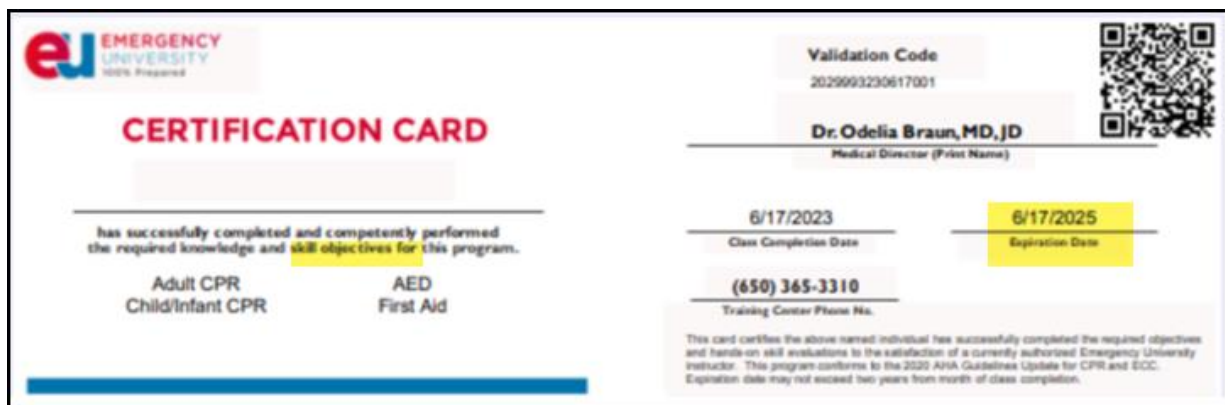 EMERGENCY
UNIVERSITY
100% Prepared
CERTIFICATION CARD
has successfully completed and competently performed
the required knowledge and skill objectives for this program.
Adult CPR AED
Child/Infant CPR First Aid
Validation Code
2029993230617001
Dr. Odelia Braun, MD, JD
Medical Director (Print Name)
6/17/2023 6/17/2025
Class Completion Date Expiration Date
(650) 365-3310
Training Center Phone No.
This card certifies the above named individual has successfully completed the required objectives
and hands-on skill evaluations to the satisfaction of a currently authorized Emergency University
instructor. This program conforms to the 2020 AHA Guidelines Update for CPR and ECC.
Expiration date may not exceed two years from month of class completion.